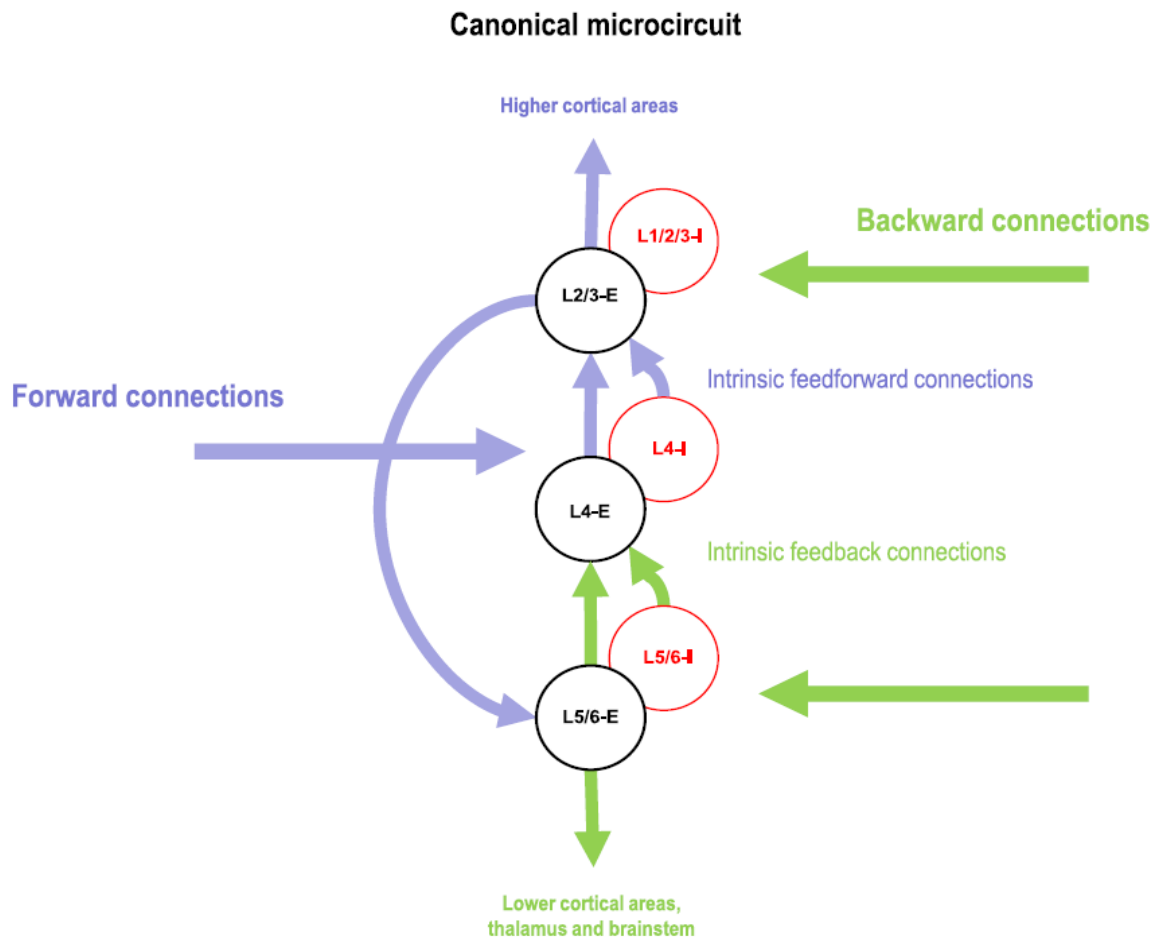 Canonical microcircuit
Higher cortical areas
L1/2/3-I
Backward connections
L2/3-E
Intrinsic feedforward connections
Forward connections
L4-I
L4-E
Intrinsic feedback connections
L5/6-I
L5/6-E
Lower cortical areas,
thalamus and brainstem